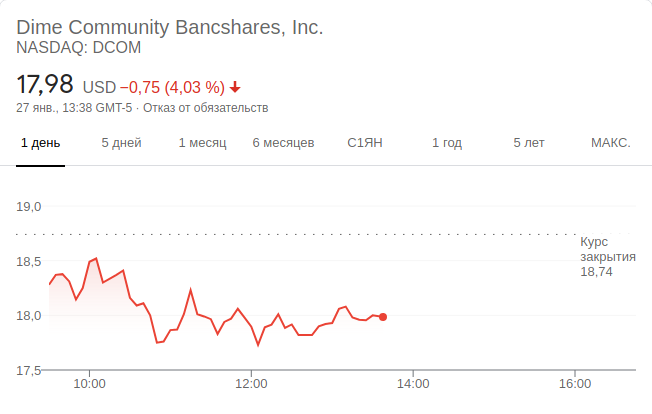 Dime Community Bancshares, Inc.
NASDAQ: DCOM
17,98 USD −0,75 (4,03 %)
27 янв., 13:38 GMT-5 · Отказ от обязательств
1 день 5 дней 1 месяц 6 месяцев С1ЯН 1 год 5 лет МАКС.
19,0
Курс
закрытия
18,74
18,5
18,0
17,5
10:00 12:00 14:00 16:00